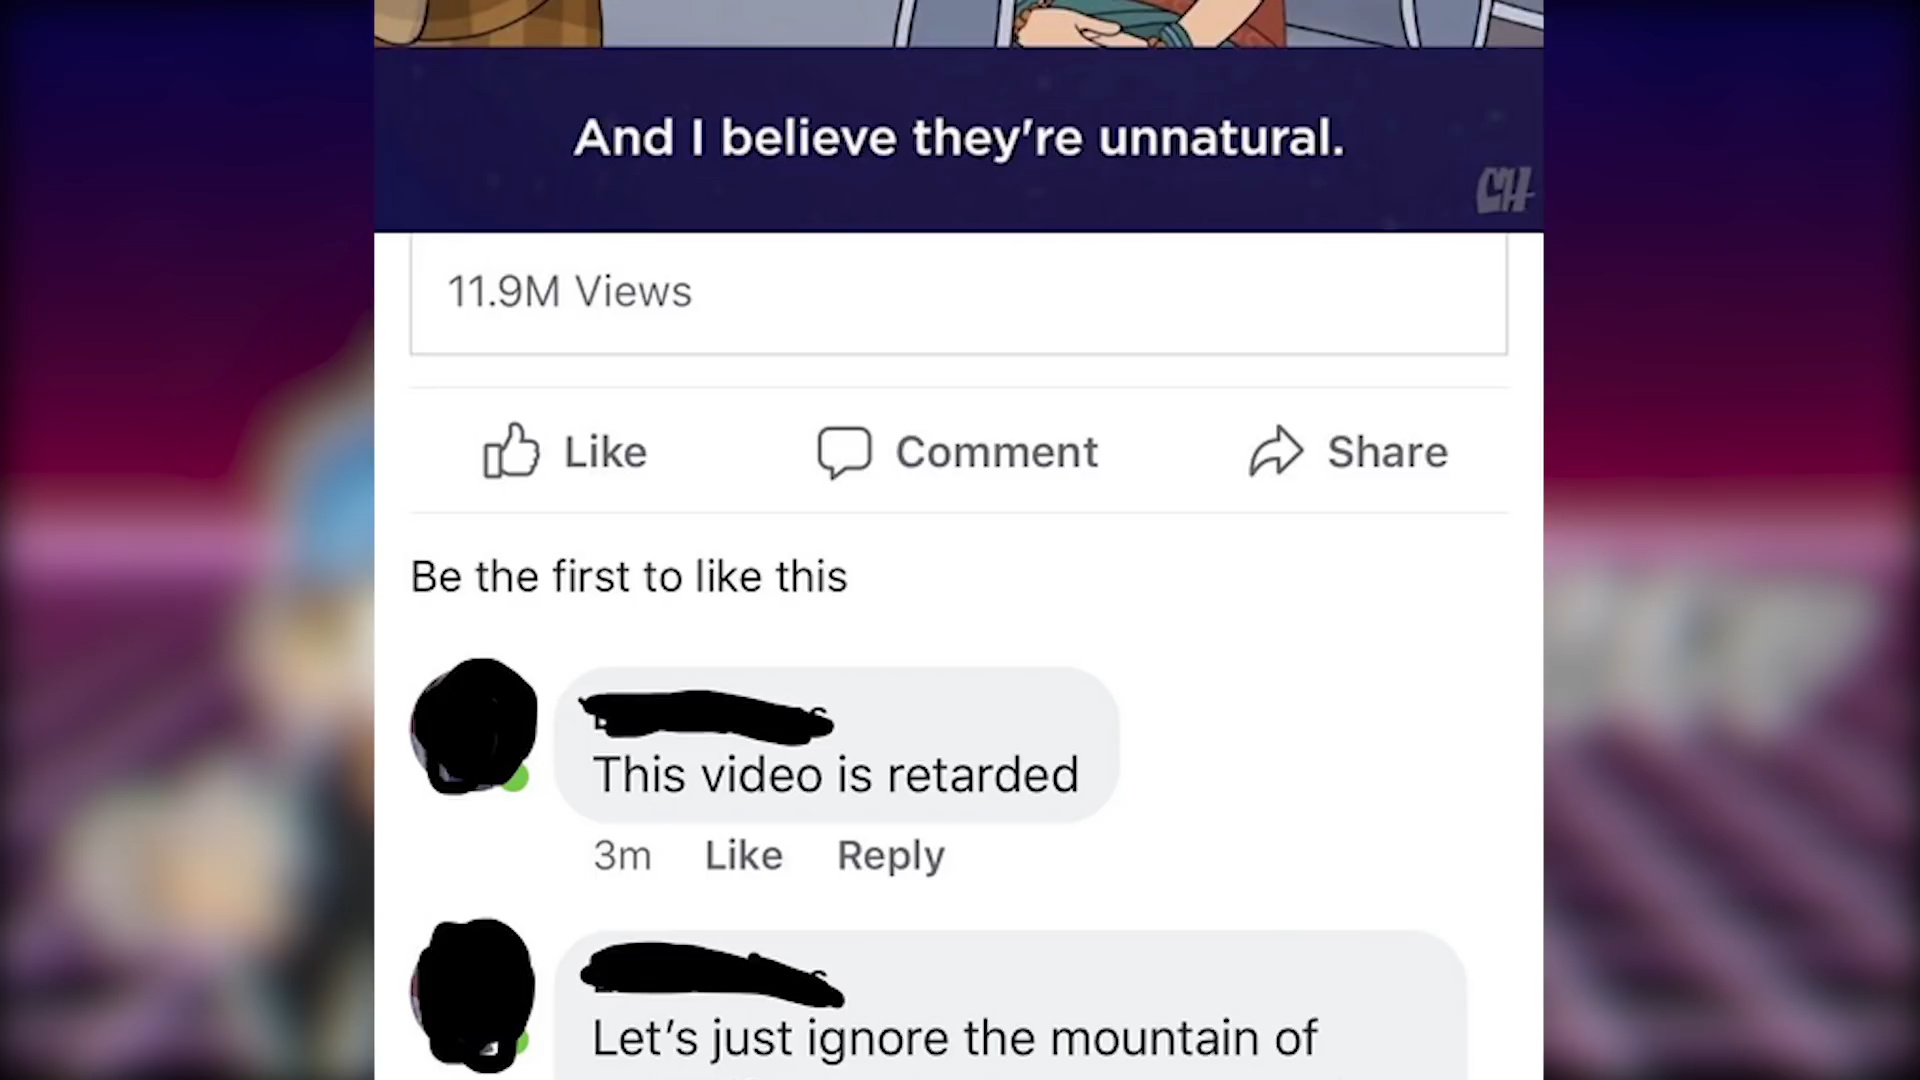 And I believe they're unnatural.
CH
11.9M Views
Like Comment Share
Be the first to like this
This video is retarded
3m Like Reply
Let's just ignore the mountain of